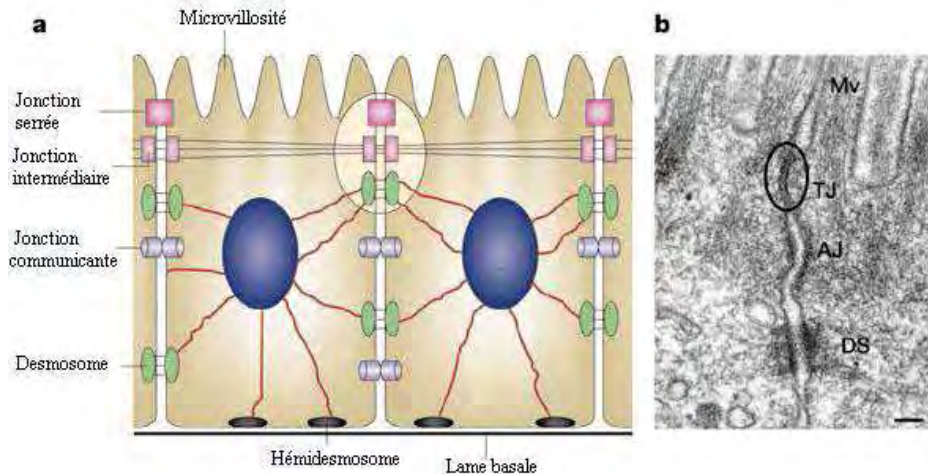 a
Microvillosité
Jonction
serrée
Jonction
intermédiaire
Jonction
communicante
Desmosome
Hémidesmosome
Lame basale
b
Mv
TJ
AJ
DS